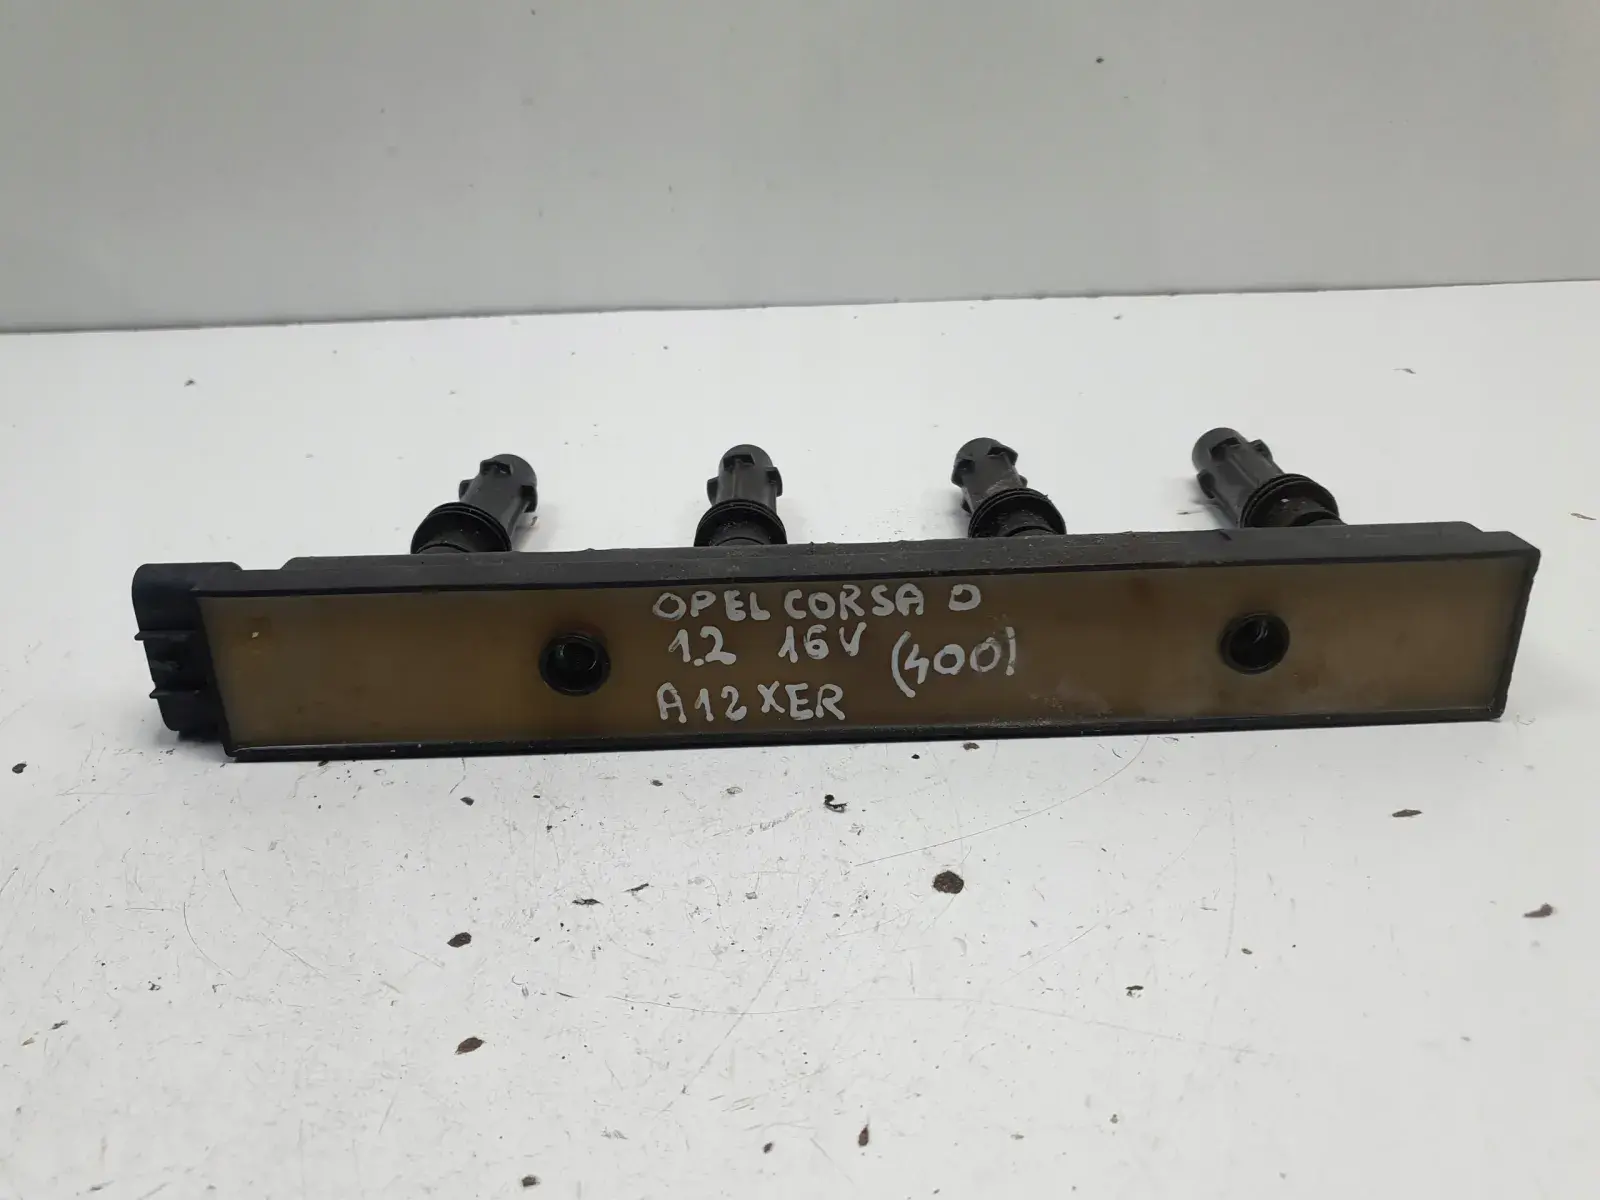 OPEL CORSA D
1.2 16V (400)
A12XER